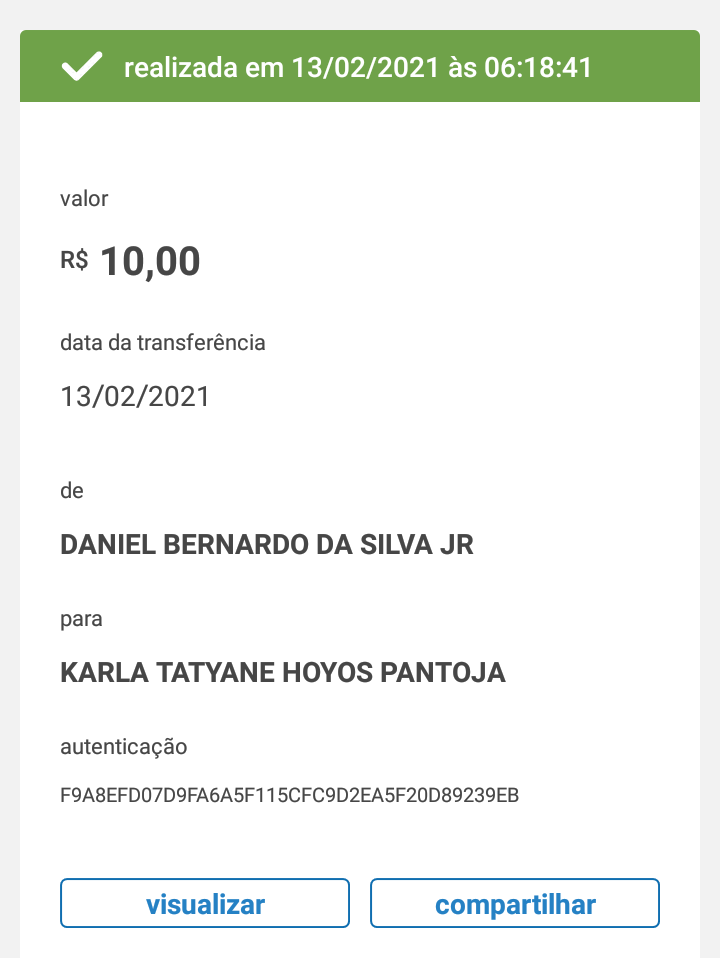 realizada em 13/02/2021 às 06:18:41
valor
R$ 10,00
data da transferência
13/02/2021
de
DANIEL BERNARDO DA SILVA JR
para
KARLA TATYANE HOYOS PANTOJA
autenticação
F9A8EFD07D9FA6A5F115CFC9D2EA5F20D89239EB
visualizar compartilhar